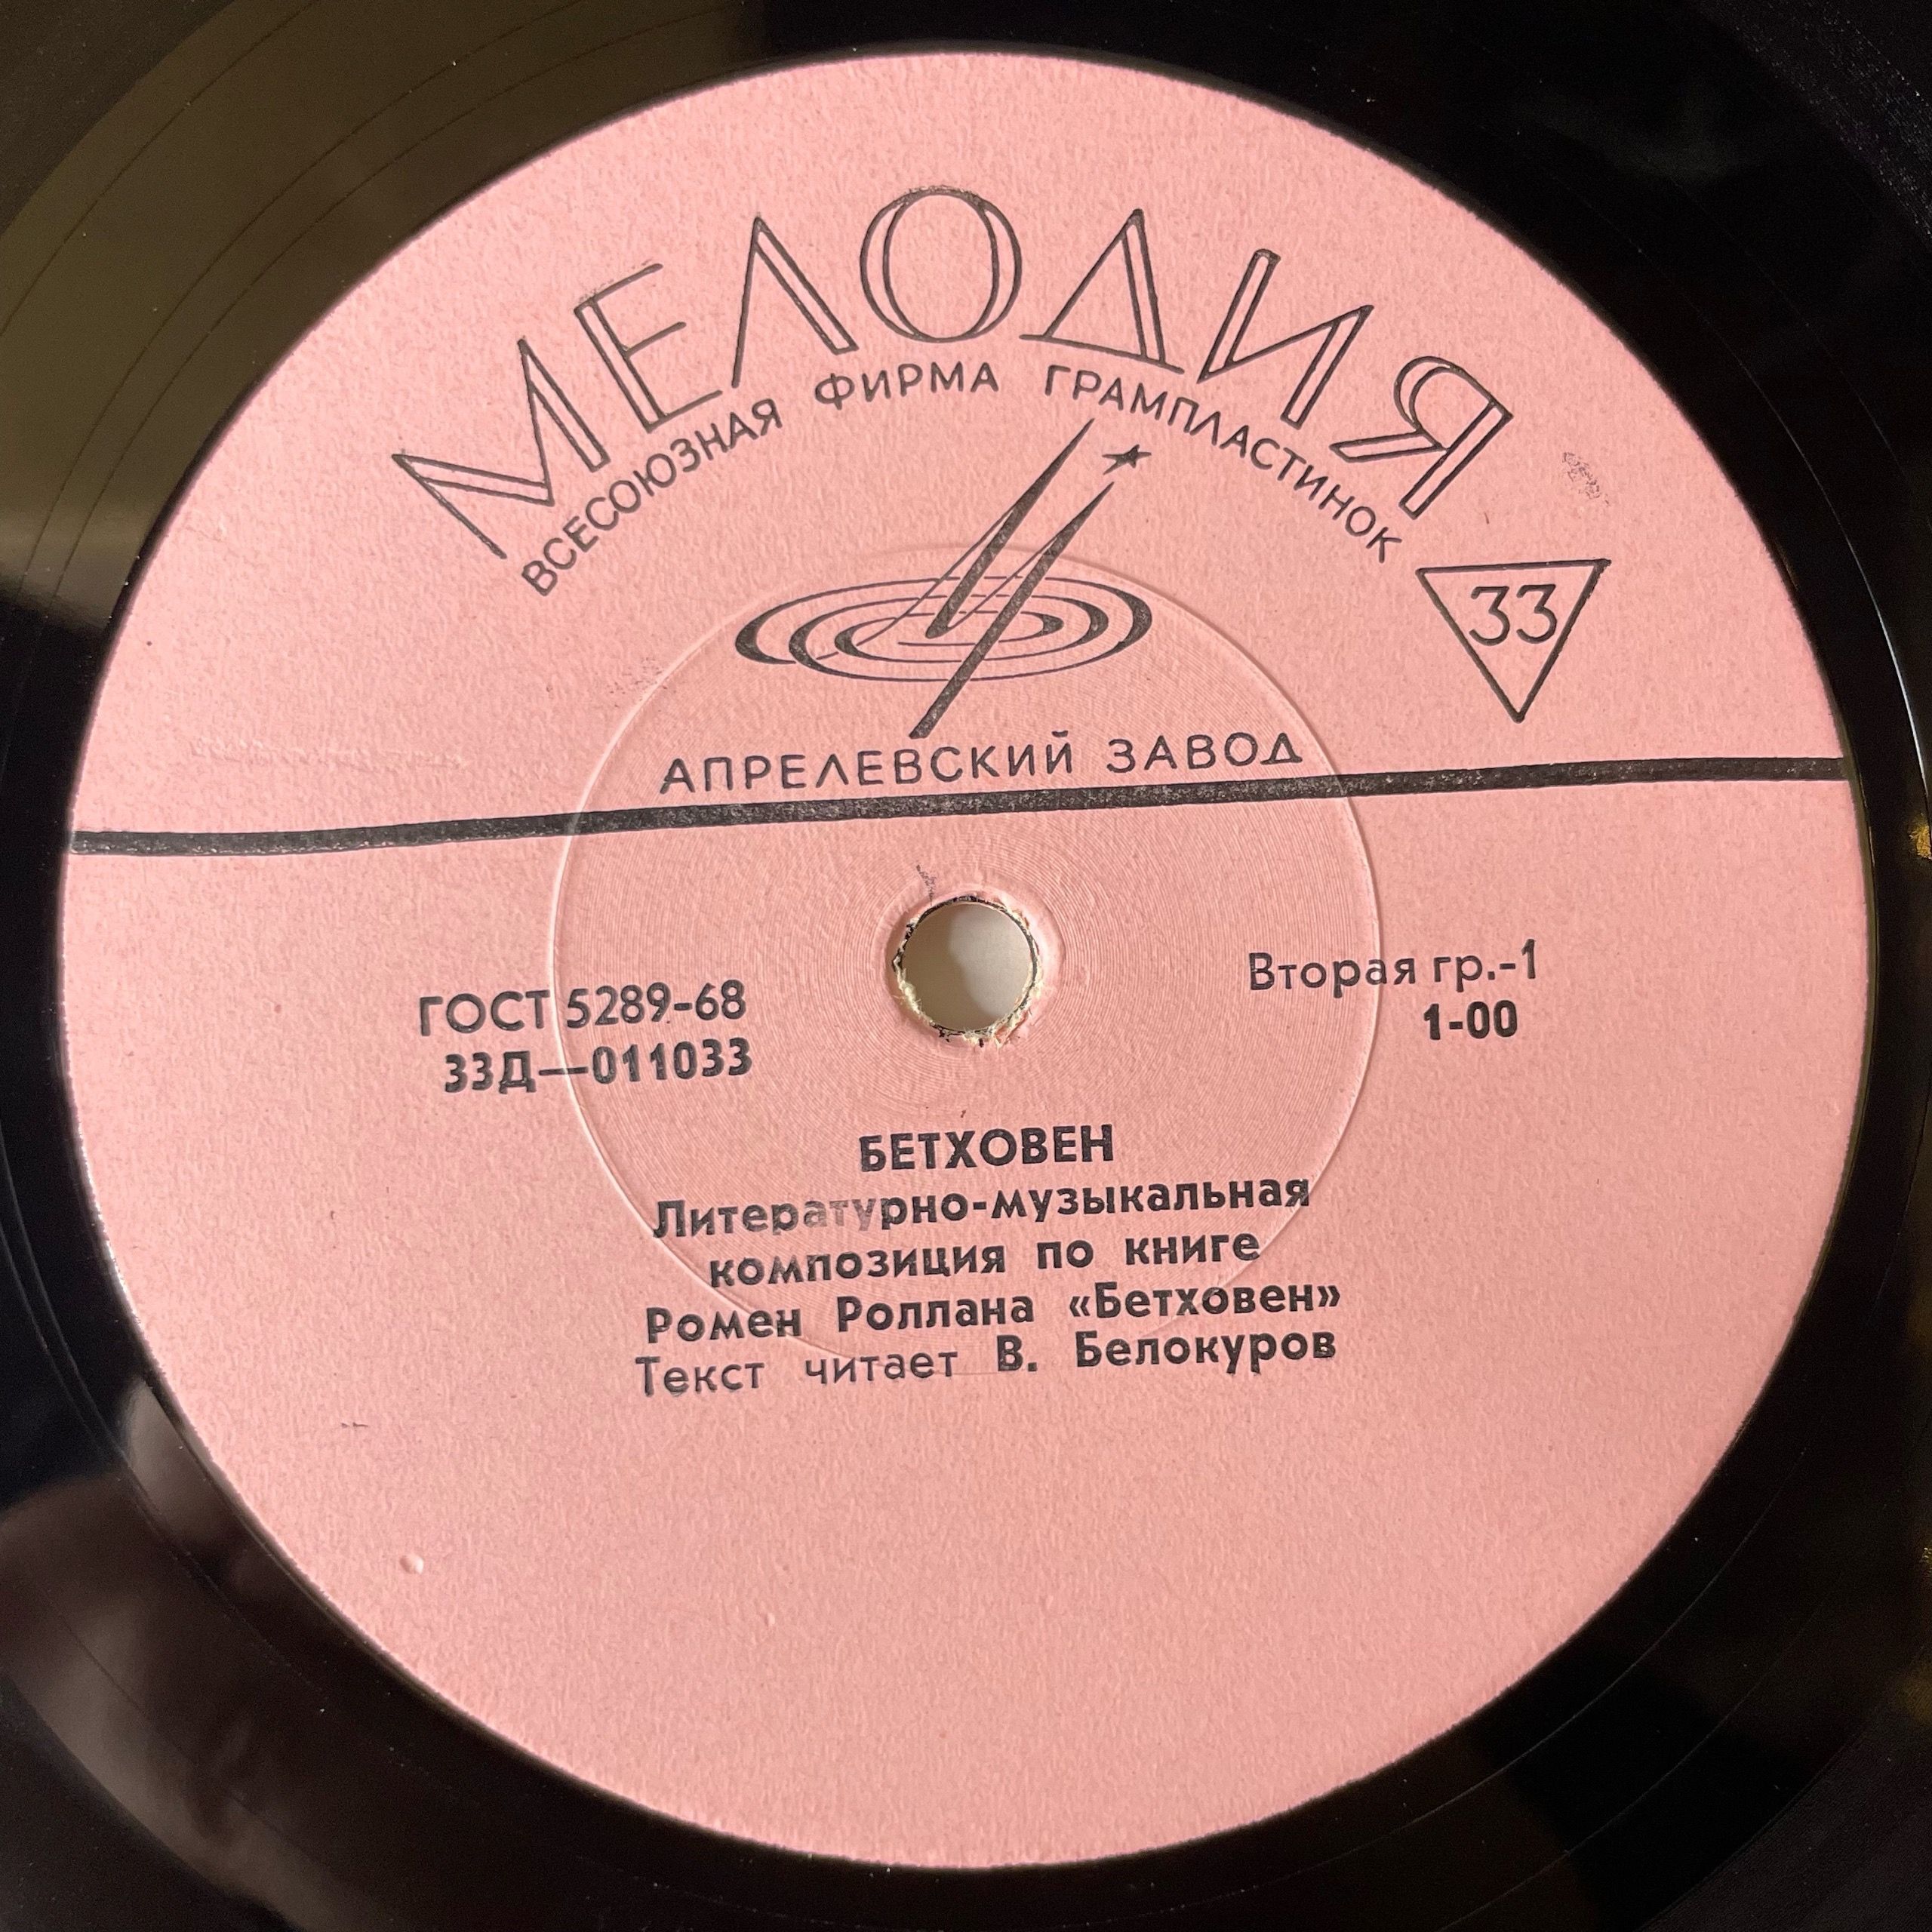 МЕЛОДИЯ
ВСЕСОЮЗНАЯ ФИРМА ГРАМПЛАСТИНОК
33
АПРЕЛЕВСКИЙ ЗАВОД
ГОСТ 5289-68
33Д—011033
Вторая гр.-1
1-00
БЕТХОВЕН
Литературно-музыкальная
композиция по книге
Ромен Роллана «Бетховен»
Текст читает В. Белокуров